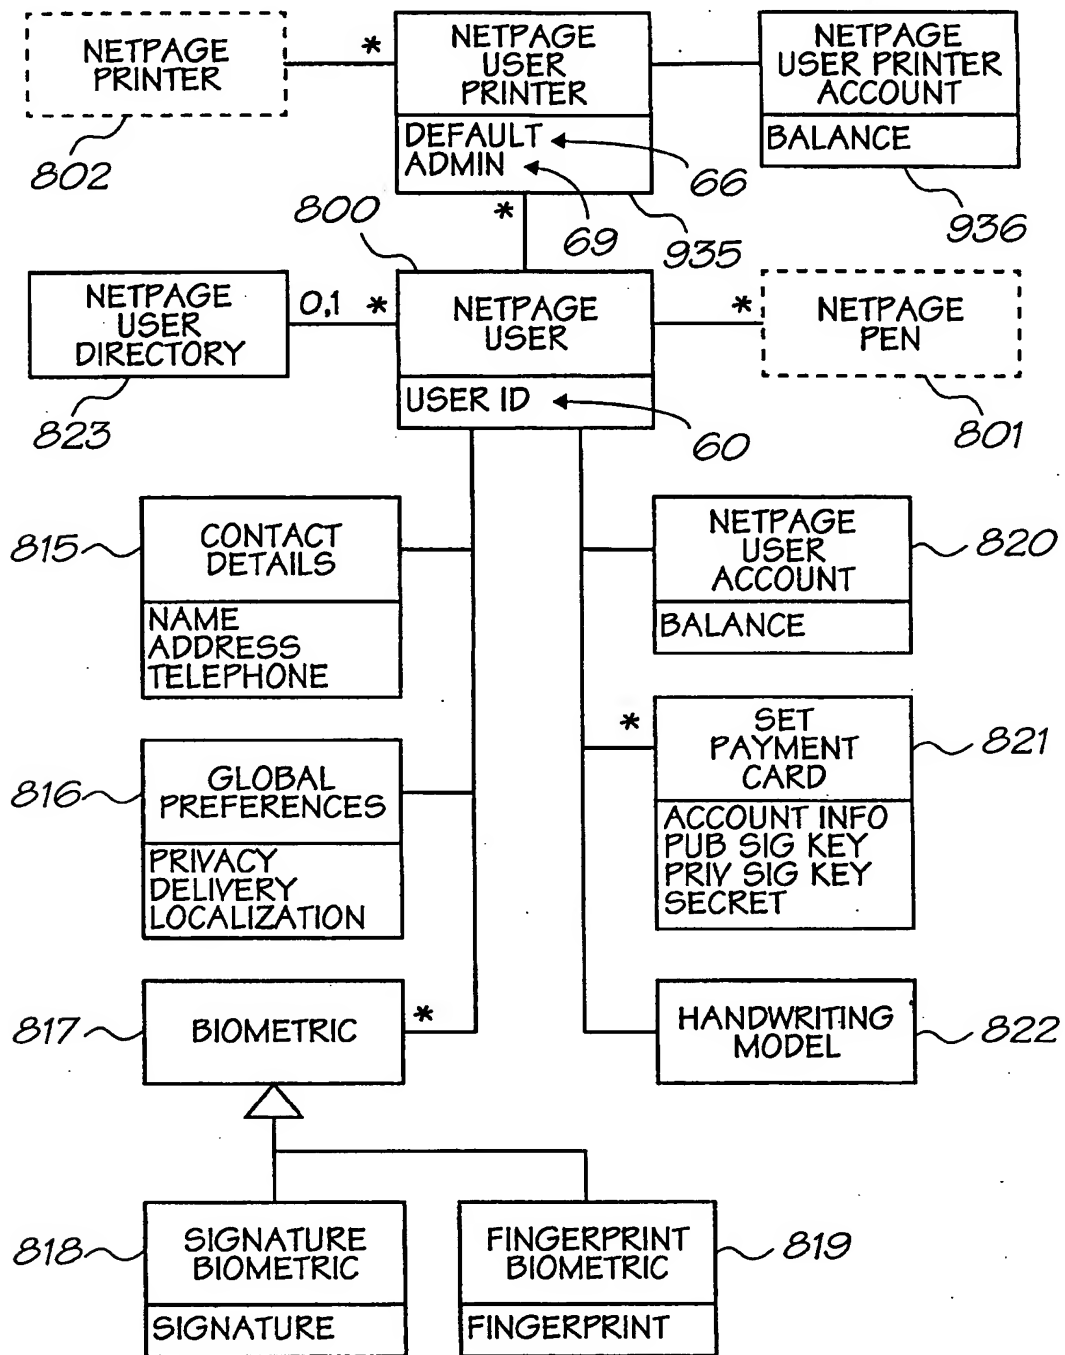 NETPAGE
PRINTER
802
*
NETPAGE
USER
PRINTER
DEFAULT
ADMIN
66
69
935
NETPAGE
USER PRINTER
ACCOUNT
BALANCE
936
*
800
NETPAGE
USER
DIRECTORY
823
0,1
*
NETPAGE
USER
USER ID
60
*
NETPAGE
PEN
801
815
CONTACT
DETAILS
NAME
ADDRESS
TELEPHONE
NETPAGE
USER
ACCOUNT
BALANCE
820
816
GLOBAL
PREFERENCES
PRIVACY
DELIVERY
LOCALIZATION
*
SET
PAYMENT
CARD
ACCOUNT INFO
PUB SIG KEY
PRIV SIG KEY
SECRET
821
817
BIOMETRIC
*
HANDWRITING
MODEL
822
818
SIGNATURE
BIOMETRIC
SIGNATURE
FINGERPRINT
BIOMETRIC
FINGERPRINT
819